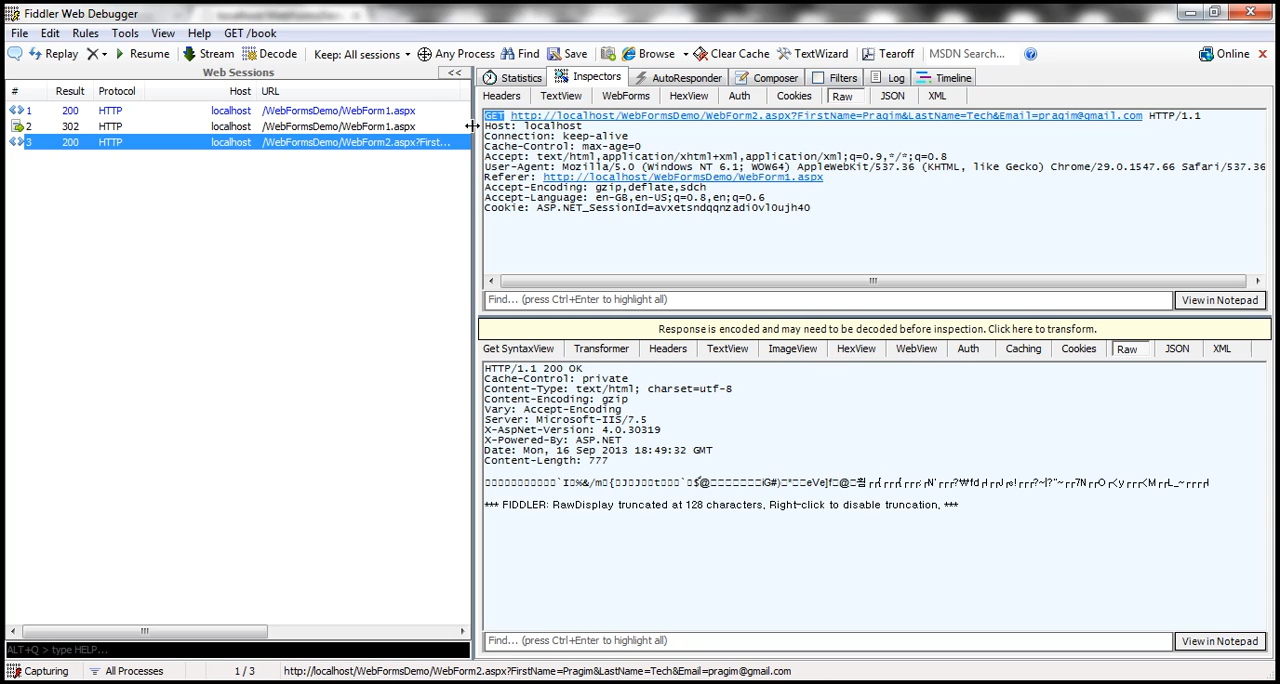 Fiddler Web Debugger
File Edit Rules Tools View Help GET /book
Replay Resume Stream Decode Keep: All sessions Any Process Find Save Browse Clear Cache TextWizard Tearoff MSDN Search... Online
Web Sessions <<
# Result Protocol Host URL
1 200 HTTP localhost /WebFormsDemo/WebForm1.aspx
2 302 HTTP localhost /WebFormsDemo/WebForm1.aspx
3 200 HTTP localhost /WebFormsDemo/WebForm2.aspx?First...
Statistics Inspectors AutoResponder Composer Filters Log Timeline
Headers TextView WebForms HexView Auth Cookies Raw JSON XML
GET http://localhost/WebFormsDemo/WebForm2.aspx?FirstName=Pragim&LastName=Tech&Email=pragim@gmail.com HTTP/1.1
Host: localhost
Connection: keep-alive
Cache-Control: max-age=0
Accept: text/html,application/xhtml+xml,application/xml;q=0.9,*/*;q=0.8
User-Agent: Mozilla/5.0 (Windows NT 6.1; WOW64) AppleWebKit/537.36 (KHTML, like Gecko) Chrome/29.0.1547.66 Safari/537.36
Referer: http://localhost/WebFormsDemo/WebForm1.aspx
Accept-Encoding: gzip,deflate,sdch
Accept-Language: en-GB,en-US;q=0.8,en;q=0.6
Cookie: ASP.NET_SessionId=avxetsndqqnzadi0vl0ujh40
Find... (press Ctrl+Enter to highlight all) View in Notepad
Response is encoded and may need to be decoded before inspection. Click here to transform.
Get SyntaxView Transformer Headers TextView ImageView HexView WebView Auth Caching Cookies Raw JSON XML
HTTP/1.1 200 OK
Cache-Control: private
Content-Type: text/html; charset=utf-8
Content-Encoding: gzip
Vary: Accept-Encoding
Server: Microsoft-IIS/7.5
X-AspNet-Version: 4.0.30319
X-Powered-By: ASP.NET
Date: Mon, 16 Sep 2013 18:49:32 GMT
Content-Length: 777
*** FIDDLER: RawDisplay truncated at 128 characters. Right-click to disable truncation. ***
Find... (press Ctrl+Enter to highlight all) View in Notepad
ALT+Q > type HELP...
Capturing All Processes 1 / 3 http://localhost/WebFormsDemo/WebForm2.aspx?FirstName=Pragim&LastName=Tech&Email=pragim@gmail.com